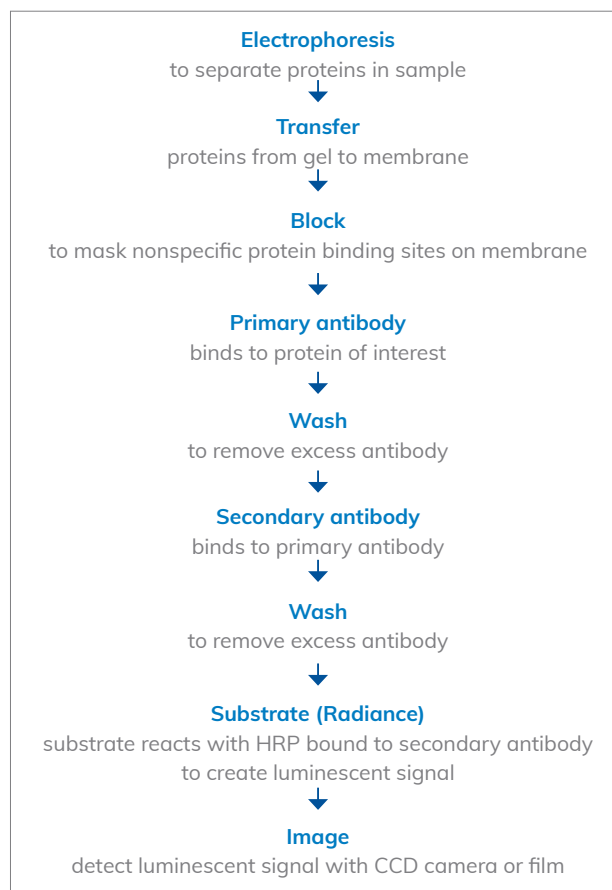 Electrophoresis
to separate proteins in sample
Transfer
proteins from gel to membrane
Block
to mask nonspecific protein binding sites on membrane
Primary antibody
binds to protein of interest
Wash
to remove excess antibody
Secondary antibody
binds to primary antibody
Wash
to remove excess antibody
Substrate (Radiance)
substrate reacts with HRP bound to secondary antibody
to create luminescent signal
Image
detect luminescent signal with CCD camera or film